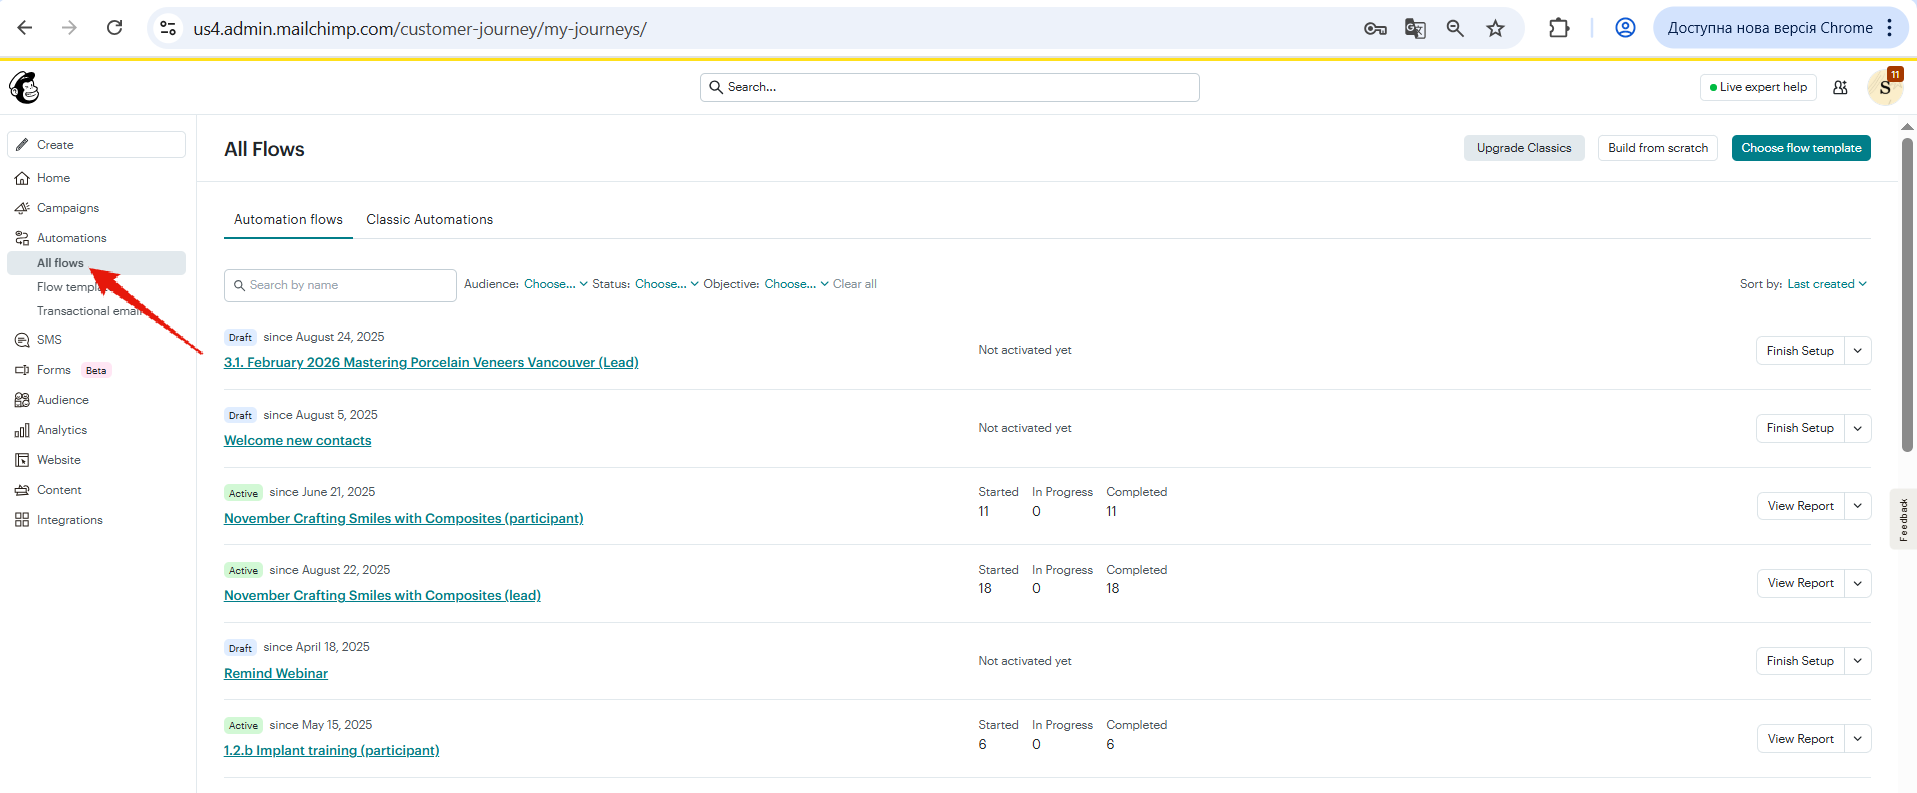 us4.admin.mailchimp.com/customer-journey/my-journeys/
Доступна нова версія Chrome
Search...
Live expert help
11
S
Create
Home
Campaigns
Automations
All flows
Flow temp
Transactional email
SMS
Forms Beta
Audience
Analytics
Website
Content
Integrations
All Flows
Upgrade Classics
Build from scratch
Choose flow template
Automation flows
Classic Automations
Search by name
Audience: Choose... Status: Choose... Objective: Choose... Clear all
Sort by: Last created
Draft since August 24, 2025
3.1. February 2026 Mastering Porcelain Veneers Vancouver (Lead)
Not activated yet
Finish Setup
Draft since August 5, 2025
Welcome new contacts
Not activated yet
Finish Setup
Active since June 21, 2025
November Crafting Smiles with Composites (participant)
Started In Progress Completed
11 0 11
View Report
Active since August 22, 2025
November Crafting Smiles with Composites (lead)
Started In Progress Completed
18 0 18
View Report
Draft since April 18, 2025
Remind Webinar
Not activated yet
Finish Setup
Active since May 15, 2025
1.2.b Implant training (participant)
Started In Progress Completed
6 0 6
View Report
Feedback